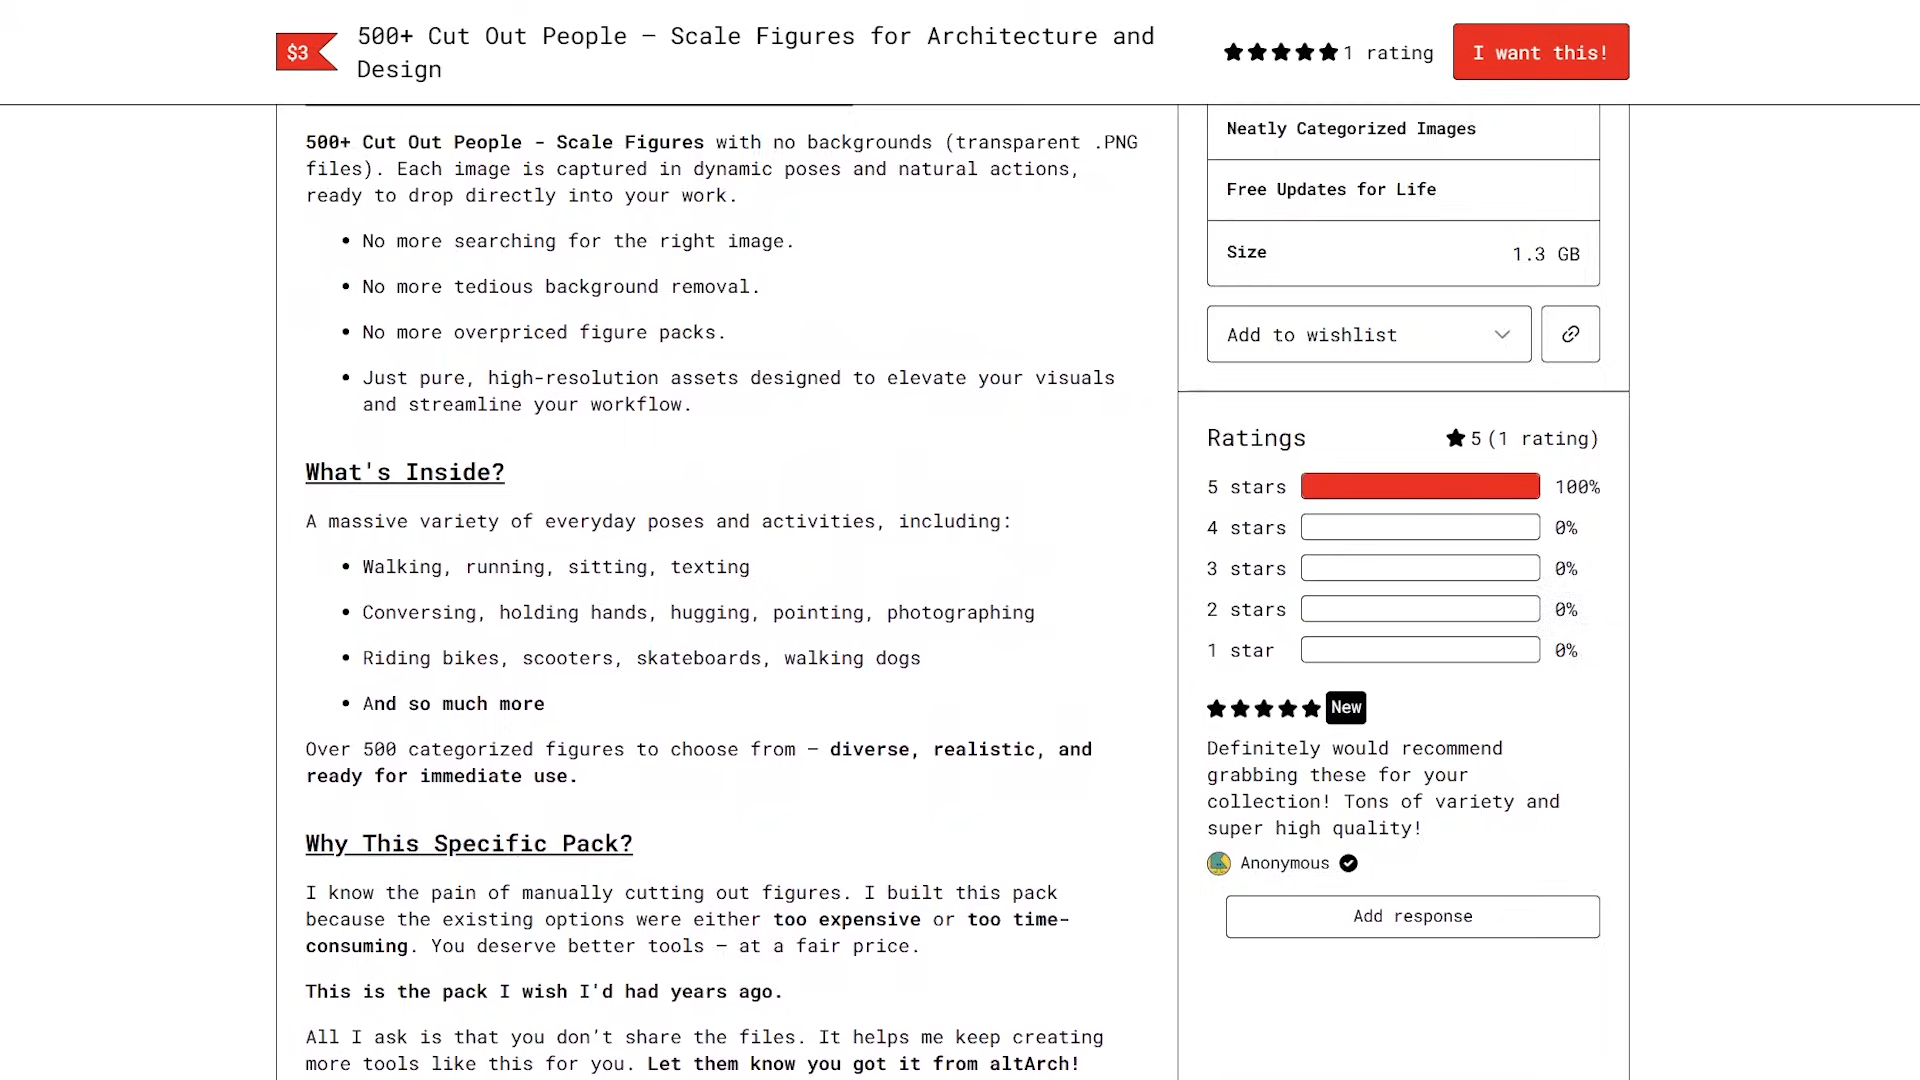 $3
500+ Cut Out People — Scale Figures for Architecture and
Design
1 rating
I want this!
500+ Cut Out People - Scale Figures with no backgrounds (transparent .PNG
files). Each image is captured in dynamic poses and natural actions,
ready to drop directly into your work.
• No more searching for the right image.
• No more tedious background removal.
• No more overpriced figure packs.
• Just pure, high-resolution assets designed to elevate your visuals
and streamline your workflow.
What's Inside?
A massive variety of everyday poses and activities, including:
• Walking, running, sitting, texting
• Conversing, holding hands, hugging, pointing, photographing
• Riding bikes, scooters, skateboards, walking dogs
• And so much more
Over 500 categorized figures to choose from — diverse, realistic, and
ready for immediate use.
Why This Specific Pack?
I know the pain of manually cutting out figures. I built this pack
because the existing options were either too expensive or too time-
consuming. You deserve better tools — at a fair price.
This is the pack I wish I'd had years ago.
All I ask is that you don’t share the files. It helps me keep creating
more tools like this for you. Let them know you got it from altArch!
Neatly Categorized Images
Free Updates for Life
Size 1.3 GB
Add to wishlist
Ratings ★ 5 (1 rating)
5 stars 100%
4 stars 0%
3 stars 0%
2 stars 0%
1 star 0%
New
Definitely would recommend
grabbing these for your
collection! Tons of variety and
super high quality!
Anonymous
Add response